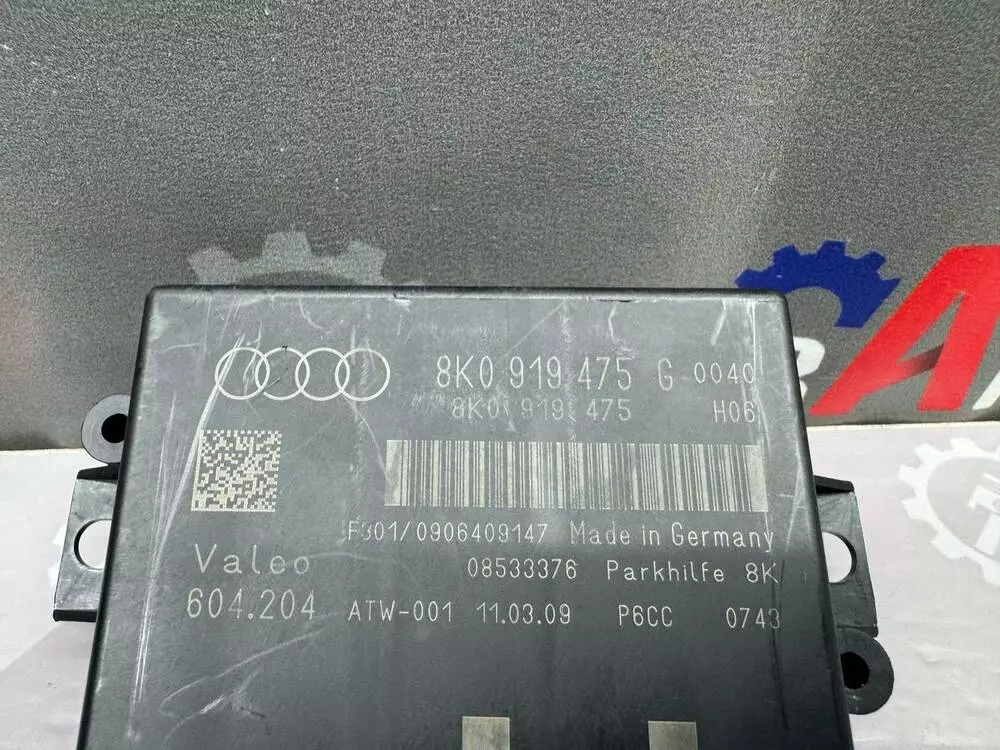 8K0 919 475 G 0040
8K0 919 475 H06
F301/0906409147 Made in Germany
Valeo 08533376 Parkhilfe 8K
604.204 ATW-001 11.03.09 P6CC 0743